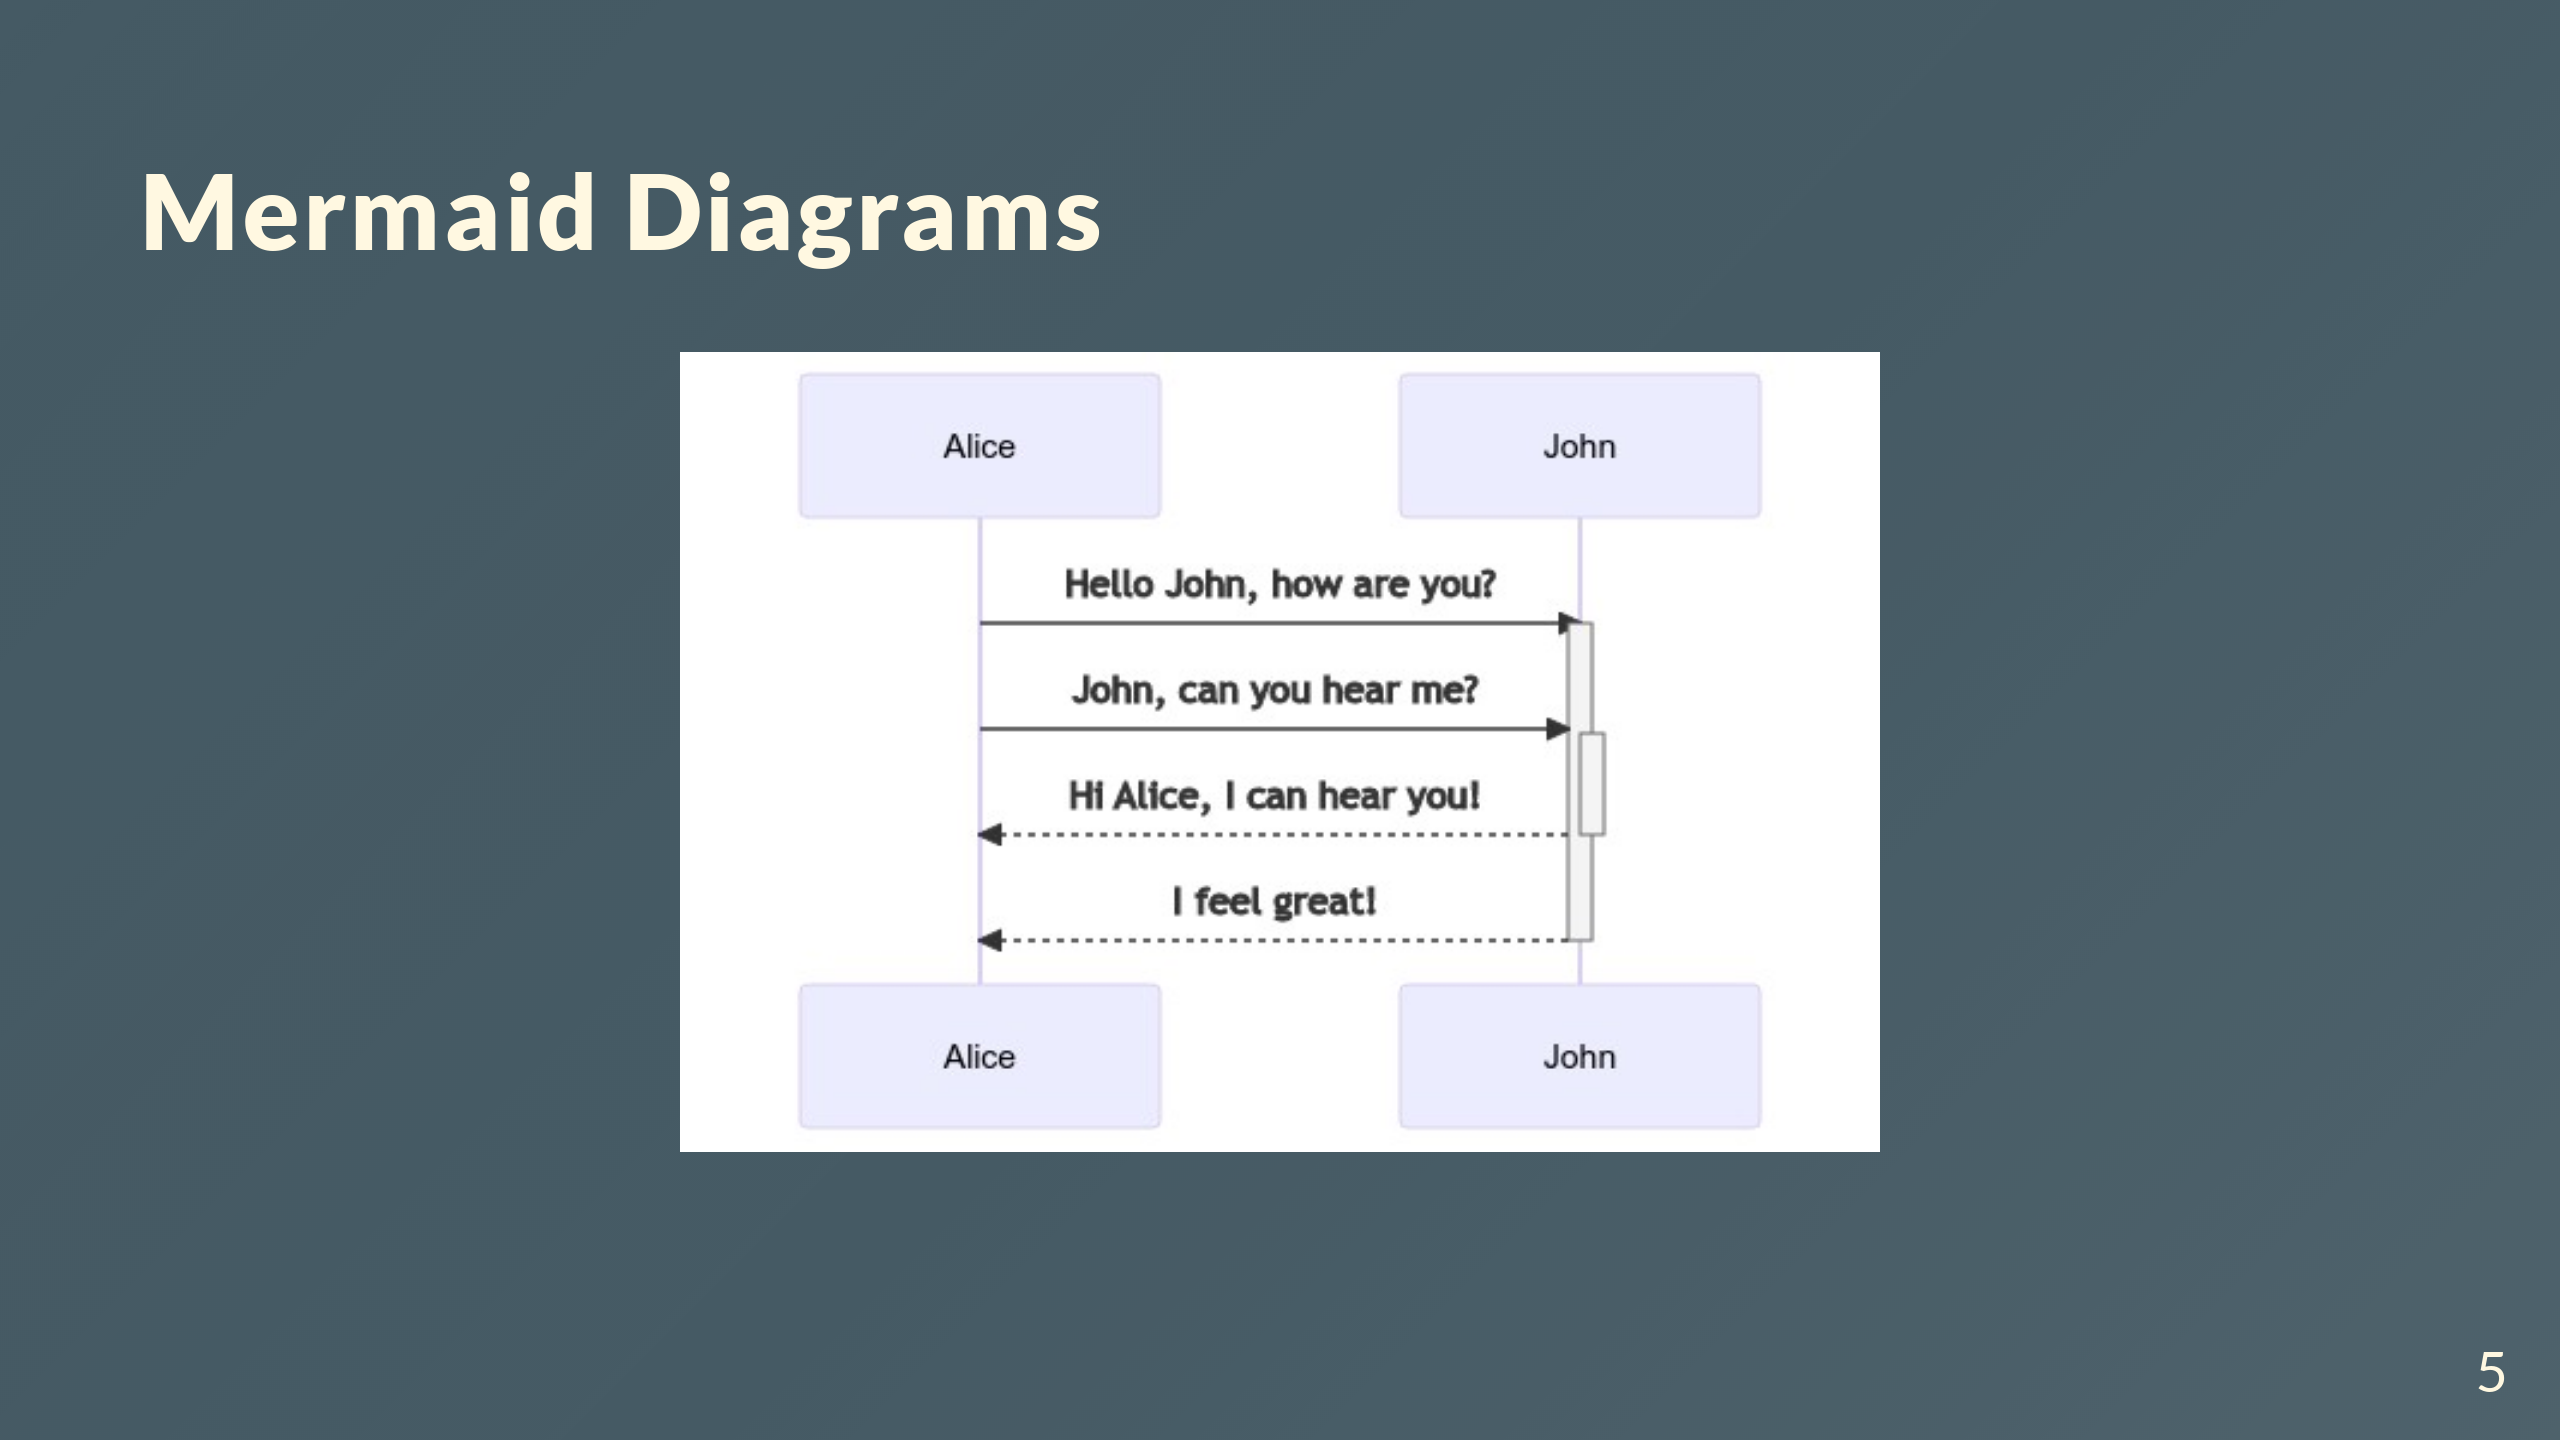 Mermaid Diagrams
Alice
John
Hello John, how are you?
John, can you hear me?
Hi Alice, I can hear you!
I feel great!
Alice
John
5